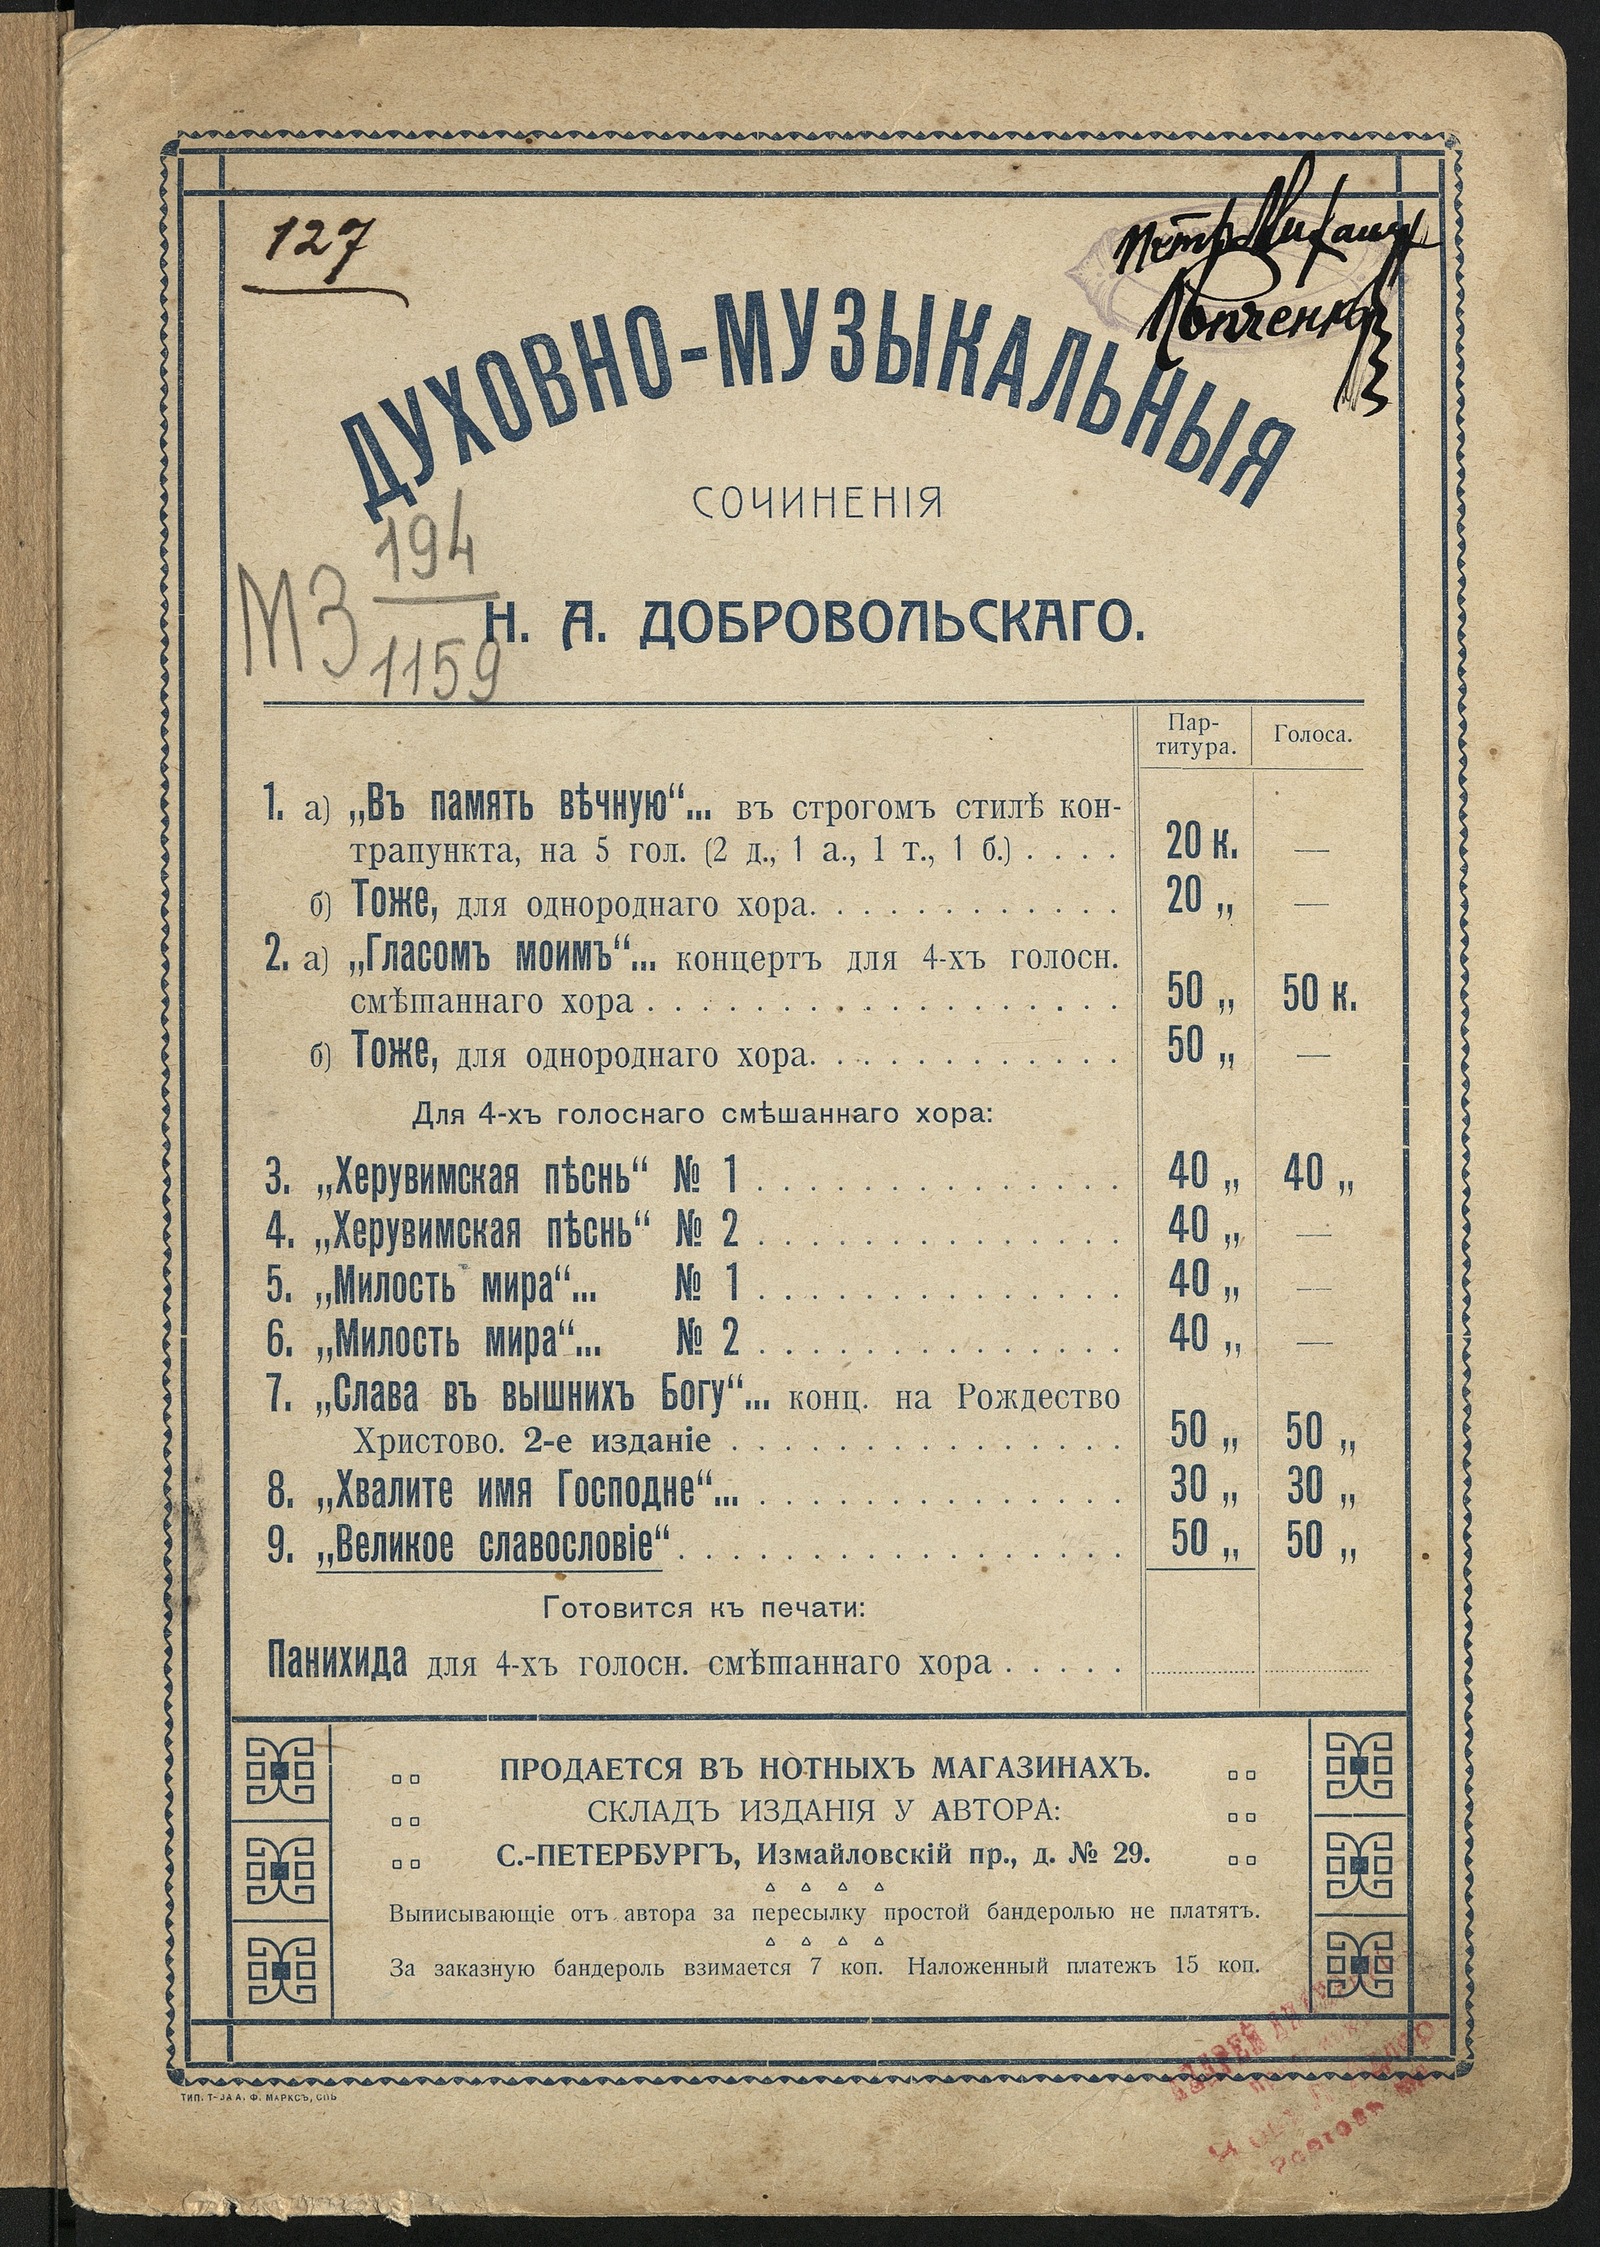 127
ДУХОВНО-МУЗЫКАЛЬНЫЯ
СОЧИНЕНІЯ
МЗ 194
1159
Н. А. ДОБРОВОЛЬСКАГО.
Пар-
титура.
Голоса.
1. а) „Въ память вѣчную“... въ строгомъ стилѣ кон-
трапункта, на 5 гол. (2 д., 1 а., 1 т., 1 б.) . . . . 20 к. —
б) Тоже, для однороднаго хора. . . . . . . . . . . . 20 „ —
2. а) „Гласомъ моимъ“... концертъ для 4-хъ голосн.
смѣшаннаго хора . . . . . . . . . . . . . . . . . . 50 „ 50 к.
б) Тоже, для однороднаго хора. . . . . . . . . . . . 50 „ —
Для 4-хъ голоснаго смѣшаннаго хора:
3. „Херувимская пѣснь“ № 1 . . . . . . . . . . . . . . 40 „ 40 „
4. „Херувимская пѣснь“ № 2 . . . . . . . . . . . . . . 40 „ —
5. „Милость мира“... № 1 . . . . . . . . . . . . . . 40 „ —
6. „Милость мира“... № 2 . . . . . . . . . . . . . . 40 „ —
7. „Слава въ вышнихъ Богу“... конц. на Рождество
Христово. 2-е изданіе . . . . . . . . . . . . . . . 50 „ 50 „
8. „Хвалите имя Господне“... . . . . . . . . . . . . . . 30 „ 30 „
9. „Великое славословіе“ . . . . . . . . . . . . . . . . . 50 „ 50 „
Готовится къ печати:
Панихида для 4-хъ голосн. смѣшаннаго хора . . . . .
ПРОДАЕТСЯ ВЪ НОТНЫХЪ МАГАЗИНАХЪ.
СКЛАДЪ ИЗДАНІЯ У АВТОРА:
С.-ПЕТЕРБУРГЪ, Измайловскій пр., д. № 29.
Выписывающіе отъ автора за пересылку простой бандеролью не платятъ.
За заказную бандероль взимается 7 коп. Наложенный платежъ 15 коп.
ТИП. Т-ВА А. Ф. МАРКСЪ, СПБ